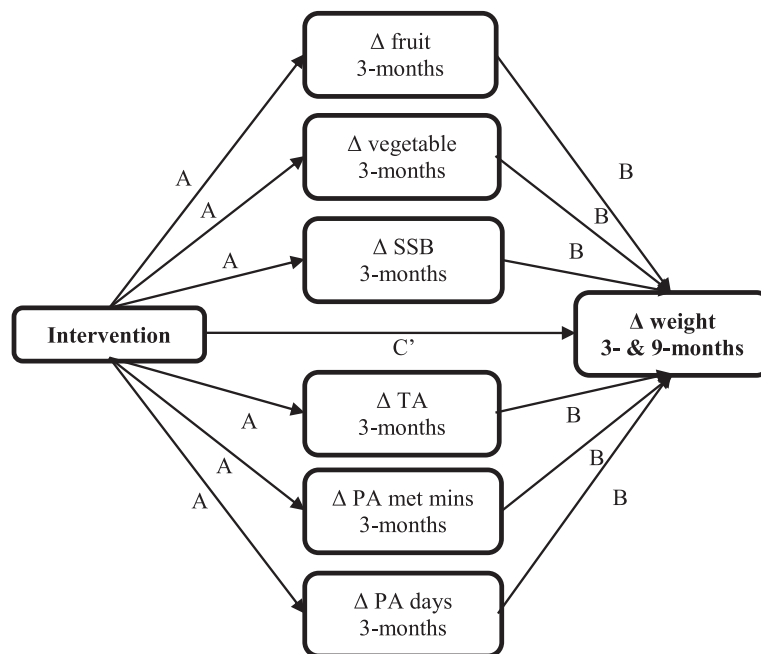 Δ fruit
3-months
Δ vegetable
3-months
A
B
A
B
Δ SSB
3-months
A
B
Intervention
C’
Δ weight
3- & 9-months
Δ TA
3-months
A
B
Δ PA met mins
3-months
A
B
A
B
Δ PA days
3-months